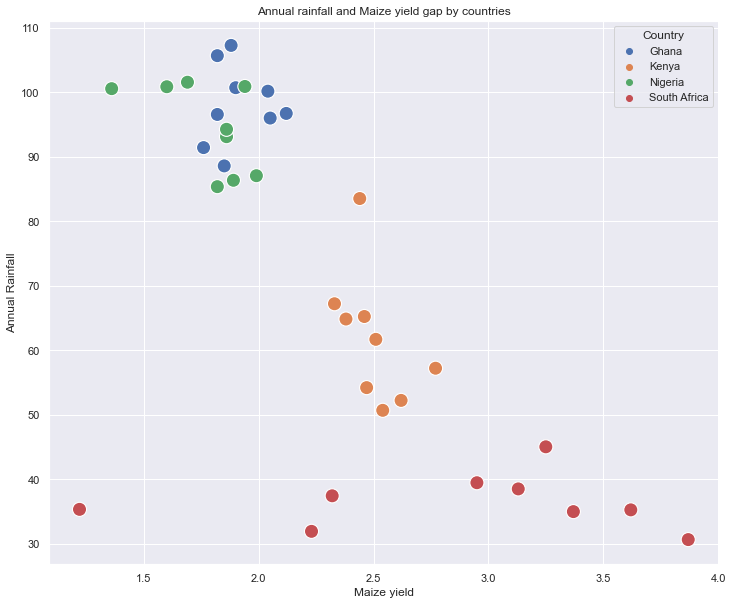 Annual rainfall and Maize yield gap by countries
Country
Ghana
Kenya
Nigeria
South Africa
110
100
90
80
70
60
50
40
30
Annual Rainfall
1.5
2.0
2.5
3.0
3.5
4.0
Maize yield